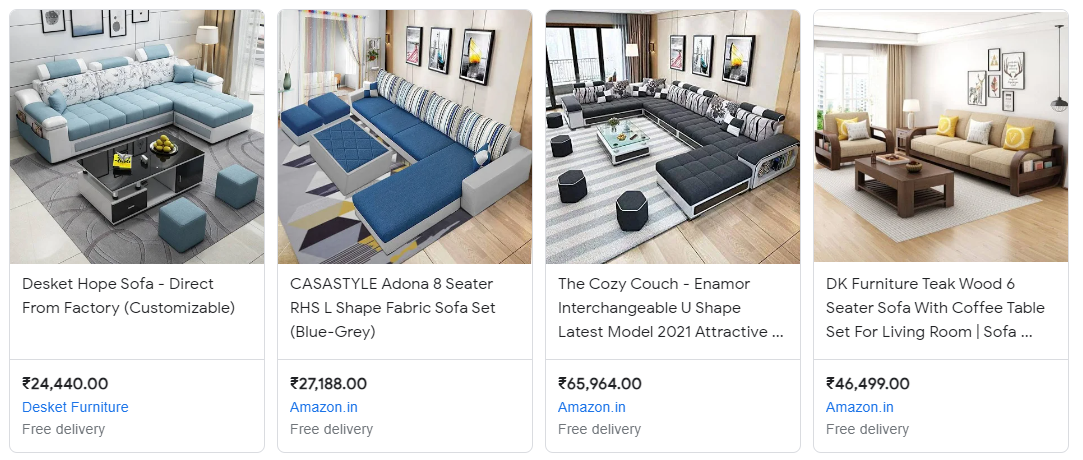 Desket Hope Sofa - Direct
From Factory (Customizable)
₹24,440.00
Desket Furniture
Free delivery
CASASTYLE Adona 8 Seater
RHS L Shape Fabric Sofa Set
(Blue-Grey)
₹27,188.00
Amazon.in
Free delivery
The Cozy Couch - Enamor
Interchangeable U Shape
Latest Model 2021 Attractive ...
₹65,964.00
Amazon.in
Free delivery
DK Furniture Teak Wood 6
Seater Sofa With Coffee Table
Set For Living Room | Sofa ...
₹46,499.00
Amazon.in
Free delivery